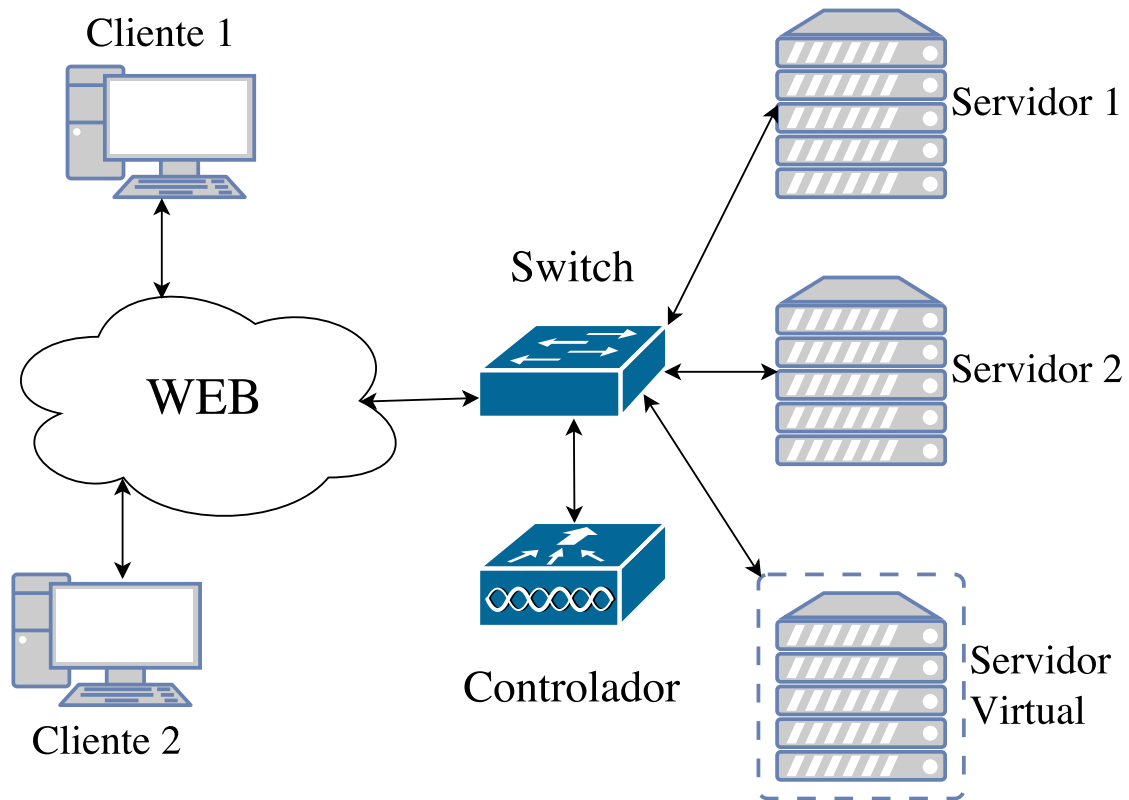 Cliente 1
Servidor 1
Switch
WEB
Servidor 2
Controlador
Servidor
Virtual
Cliente 2